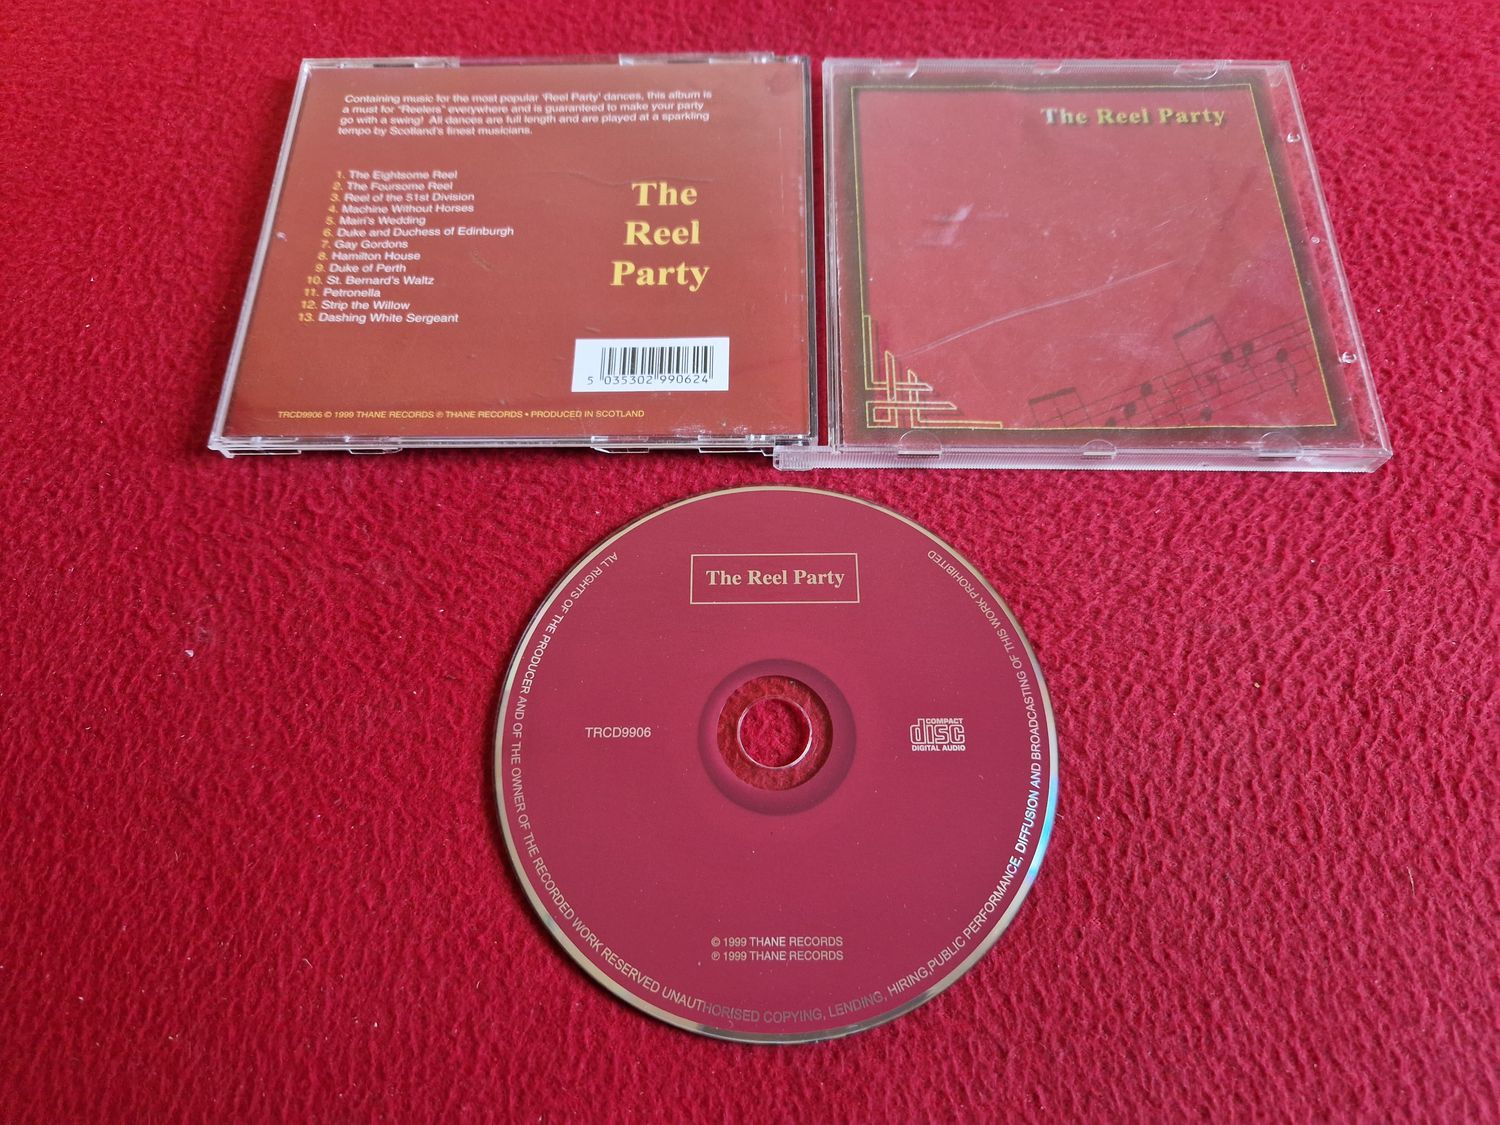 Containing music for the most popular 'Reel Party' dances, this album is
a must for "Reelers" everywhere and is guaranteed to make your party
go with a swing! All dances are full length and are played at a sparkling
tempo by Scotland's finest musicians.
1. The Eightsome Reel
2. The Foursome Reel
3. Reel of the 51st Division
4. Machine Without Horses
5. Mairi's Wedding
6. Duke and Duchess of Edinburgh
7. Gay Gordons
8. Hamilton House
9. Duke of Perth
10. St. Bernard's Waltz
11. Petronella
12. Strip the Willow
13. Dashing White Sergeant
The
Reel
Party
5 035302 990624
TRCD9906 © 1999 THANE RECORDS ℗ THANE RECORDS • PRODUCED IN SCOTLAND
The Reel Party
The Reel Party
TRCD9906
COMPACT
disc
DIGITAL AUDIO
© 1999 THANE RECORDS
℗ 1999 THANE RECORDS
ALL RIGHTS OF THE PRODUCER AND OF THE OWNER OF THE RECORDED WORK RESERVED UNAUTHORISED COPYING, LENDING, HIRING,PUBLIC PERFORMANCE, DIFFUSION AND BROADCASTING OF THIS WORK PROHIBITED